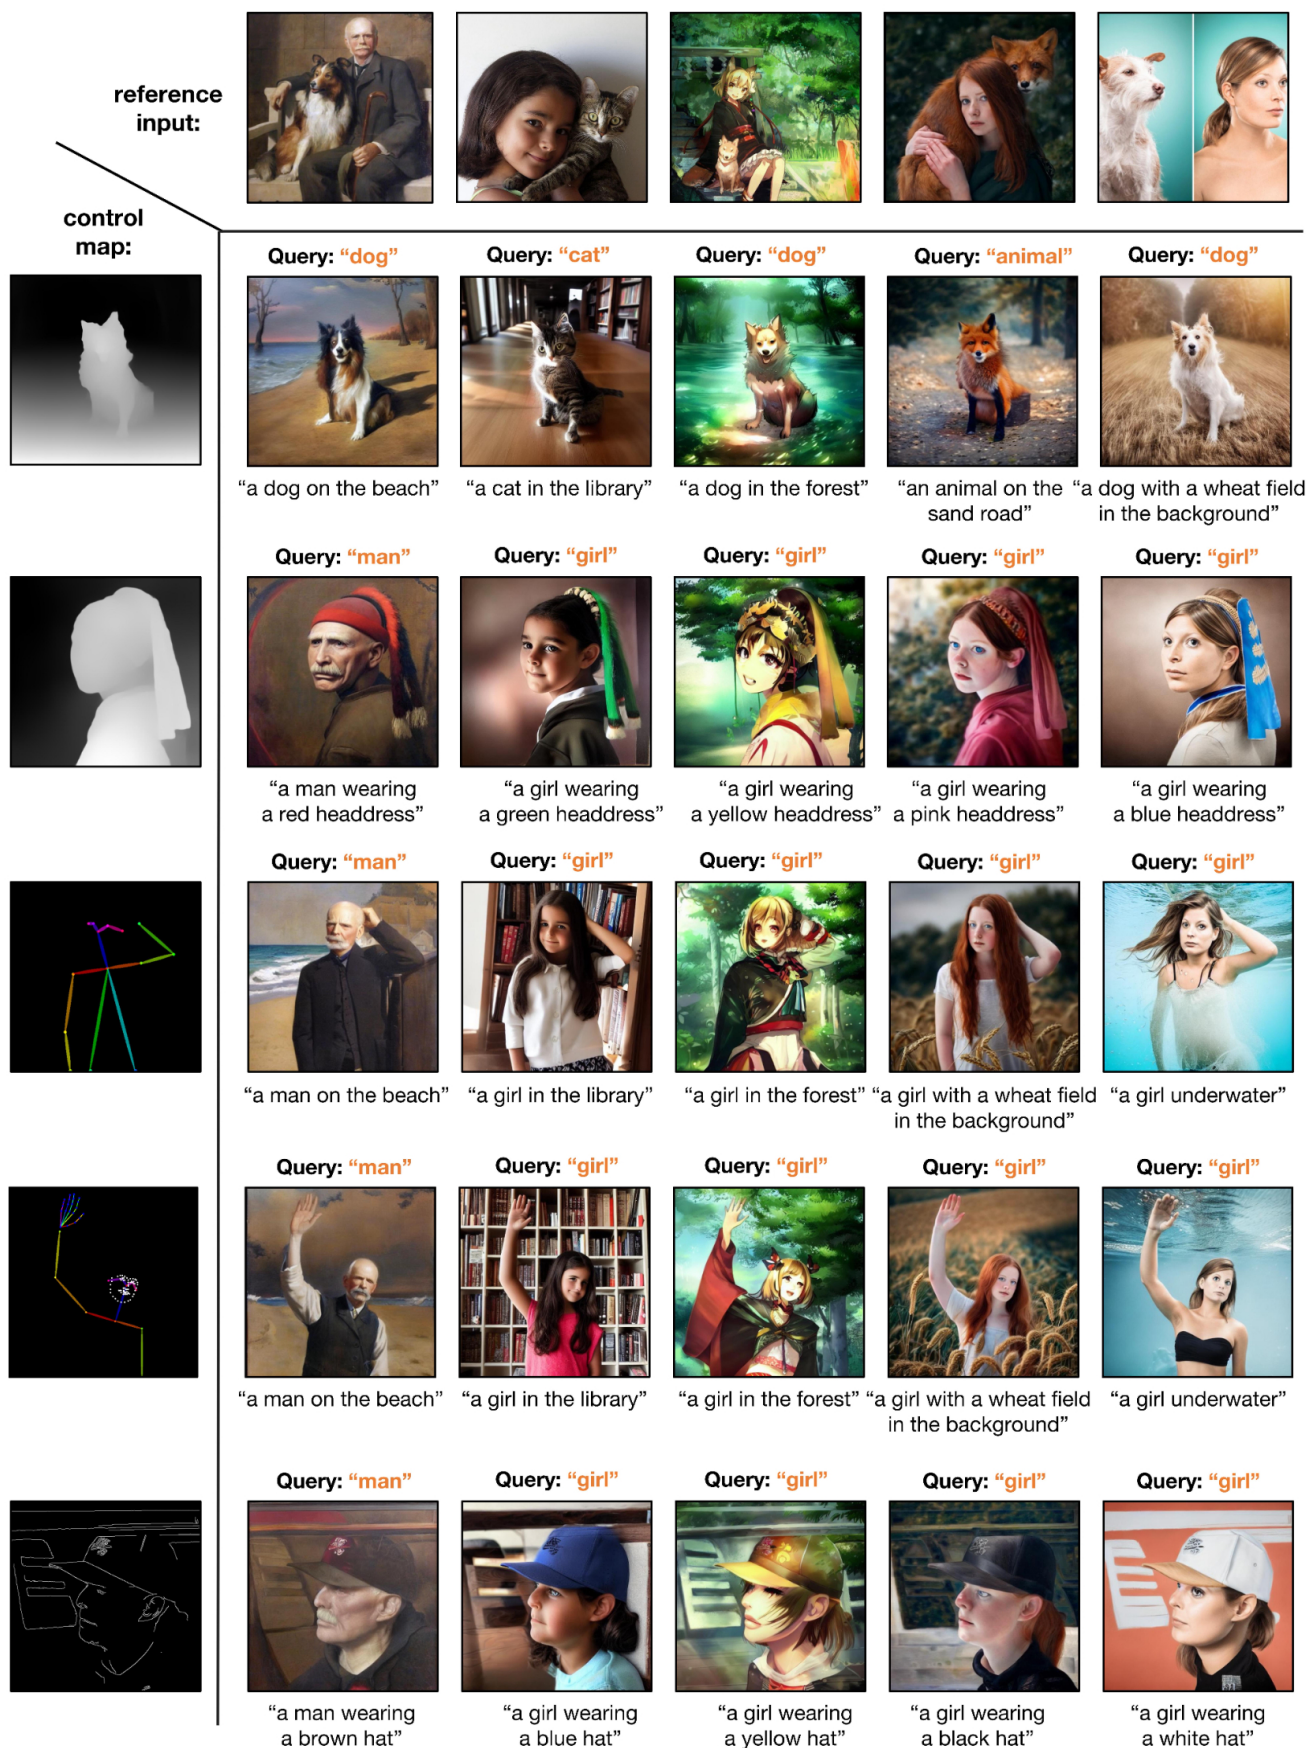 reference
input:
control
map:
Query: “dog”
Query: “cat”
Query: “dog”
Query: “animal”
Query: “dog”
“a dog on the beach”
“a cat in the library”
“a dog in the forest”
“an animal on the
sand road”
“a dog with a wheat field
in the background”
Query: “man”
Query: “girl”
Query: “girl”
Query: “girl”
Query: “girl”
“a man wearing
a red headdress”
“a girl wearing
a green headdress”
“a girl wearing
a yellow headdress”
“a girl wearing
a pink headdress”
“a girl wearing
a blue headdress”
Query: “man”
Query: “girl”
Query: “girl”
Query: “girl”
Query: “girl”
“a man on the beach”
“a girl in the library”
“a girl in the forest”
“a girl with a wheat field
in the background”
“a girl underwater”
Query: “man”
Query: “girl”
Query: “girl”
Query: “girl”
Query: “girl”
“a man on the beach”
“a girl in the library”
“a girl in the forest”
“a girl with a wheat field
in the background”
“a girl underwater”
Query: “man”
Query: “girl”
Query: “girl”
Query: “girl”
Query: “girl”
“a man wearing
a brown hat”
“a girl wearing
a blue hat”
“a girl wearing
a yellow hat”
“a girl wearing
a black hat”
“a girl wearing
a white hat”